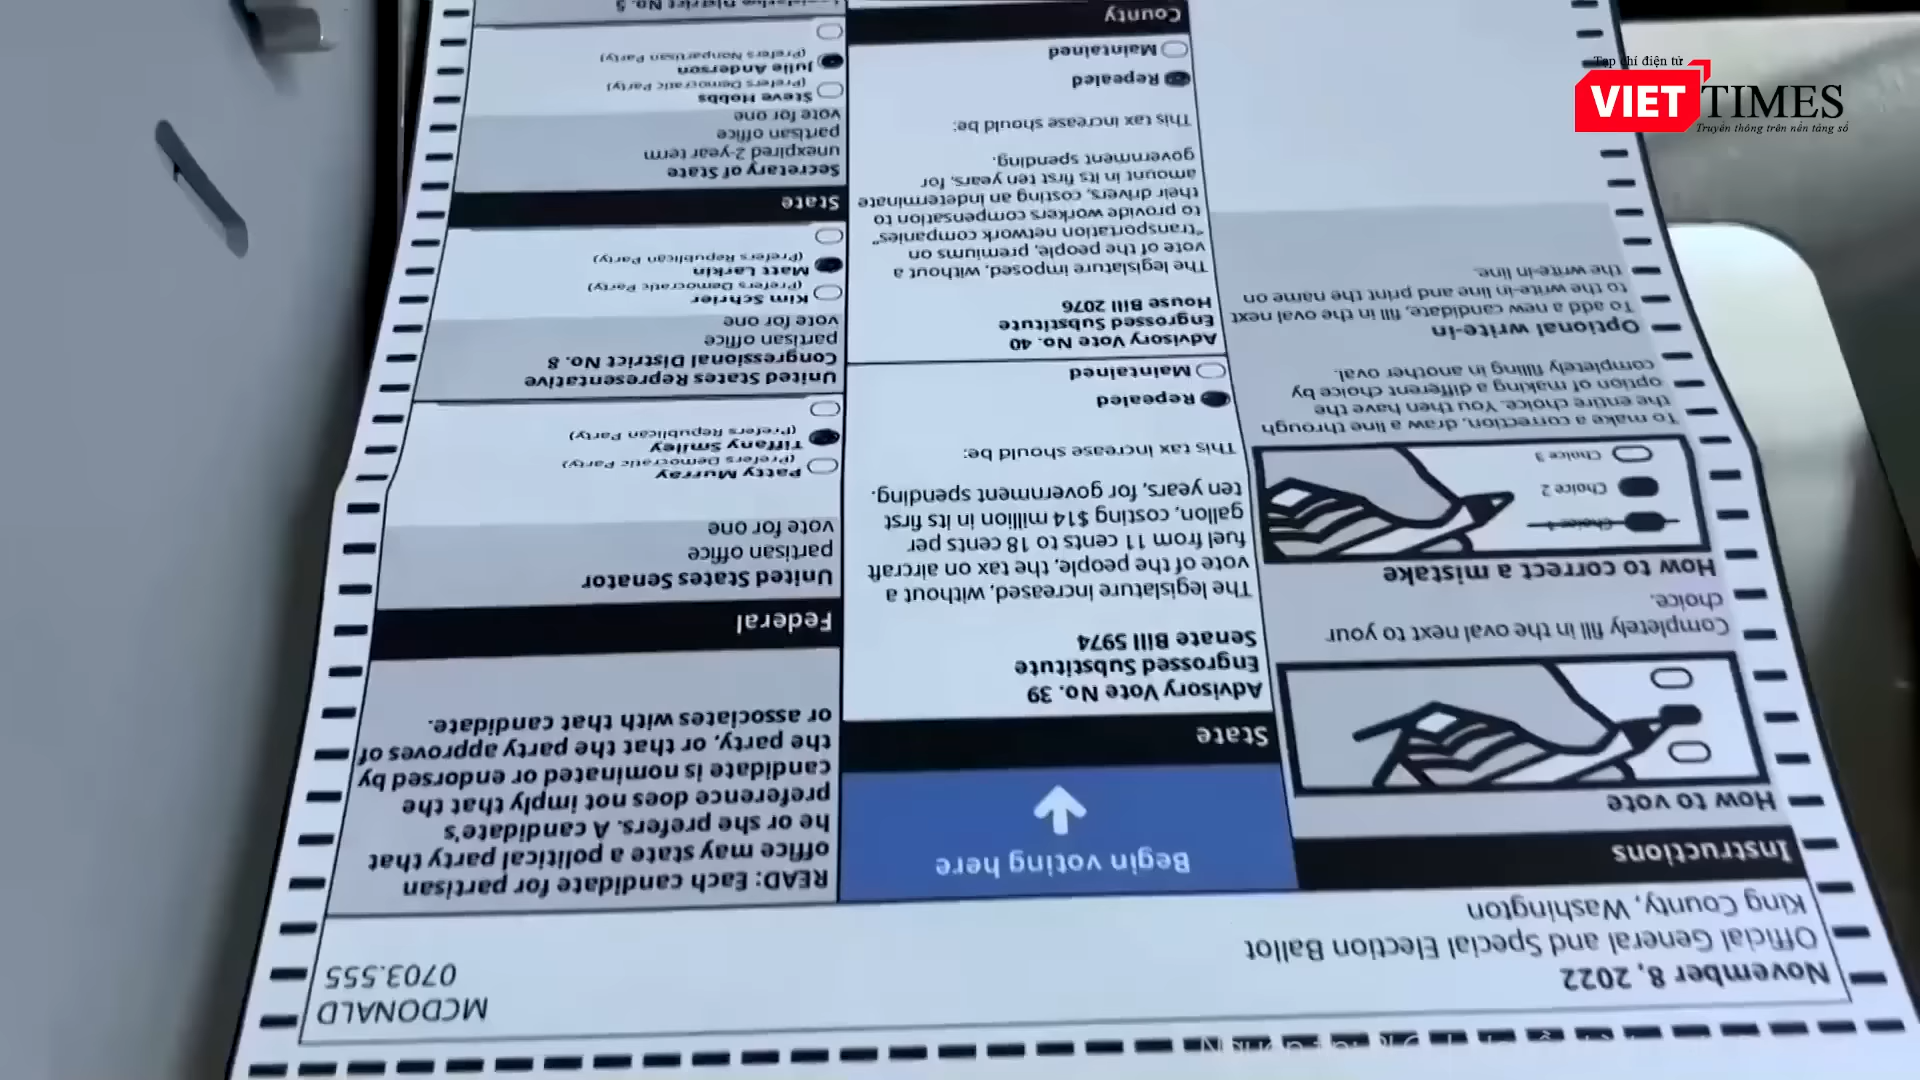 November 8, 2022
Official General and Special Election Ballot
King County, Washington
MCDONALD
0703.555
Instructions
How to vote
Completely fill in the oval next to your
choice.
How to correct a mistake
Choice 1
Choice 2
Choice 3
To make a correction, draw a line through
the entire choice. You then have the
option of making a different choice by
completely filling in another oval.
Optional write-in
To add a new candidate, fill in the oval next
to the write-in line and print the name on
the write-in line.
Begin voting here
State
Advisory Vote No. 39
Engrossed Substitute
Senate Bill 5974
The legislature increased, without a
vote of the people, the tax on aircraft
fuel from 11 cents to 18 cents per
gallon, costing $14 million in its first
ten years, for government spending.
This tax increase should be:
Repealed
Maintained
Advisory Vote No. 40
Engrossed Substitute
House Bill 2076
The legislature imposed, without a
vote of the people, premiums on
"transportation network companies"
to provide workers compensation to
their drivers, costing an indeterminate
amount in its first ten years, for
government spending.
This tax increase should be:
Repealed
Maintained
County
READ: Each candidate for partisan
office may state a political party that
he or she prefers. A candidate's
preference does not imply that the
candidate is nominated or endorsed by
the party, or that the party approves of
or associates with that candidate.
Federal
United States Senator
partisan office
vote for one
Patty Murray
(Prefers Democratic Party)
Tiffany Smiley
(Prefers Republican Party)
United States Representative
Congressional District No. 8
partisan office
vote for one
Kim Schrier
(Prefers Democratic Party)
Matt Larkin
(Prefers Republican Party)
State
Secretary of State
unexpired 2-year term
partisan office
vote for one
Steve Hobbs
(Prefers Democratic Party)
Julie Anderson
(Prefers Nonpartisan Party)
Legislative District No. 5
Tạp chí điện tử
VIETTIMES
Truyền thông trên nền tảng số